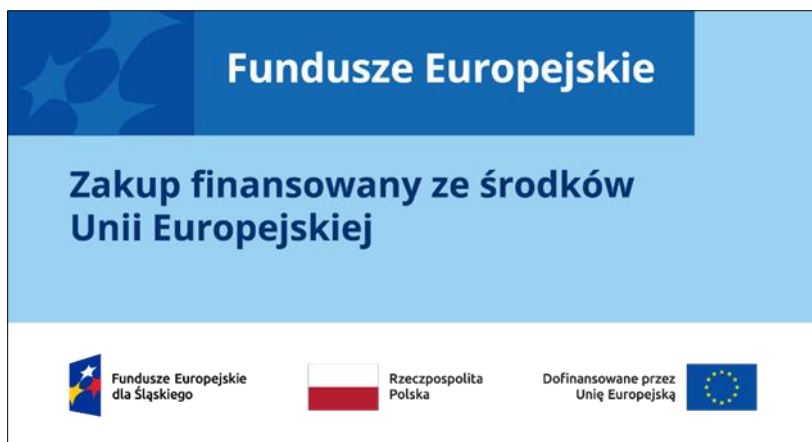 Fundusze Europejskie
Zakup finansowany ze środków
Unii Europejskiej
Fundusze Europejskie
dla Śląskiego
Rzeczpospolita
Polska
Dofinansowane przez
Unię Europejską